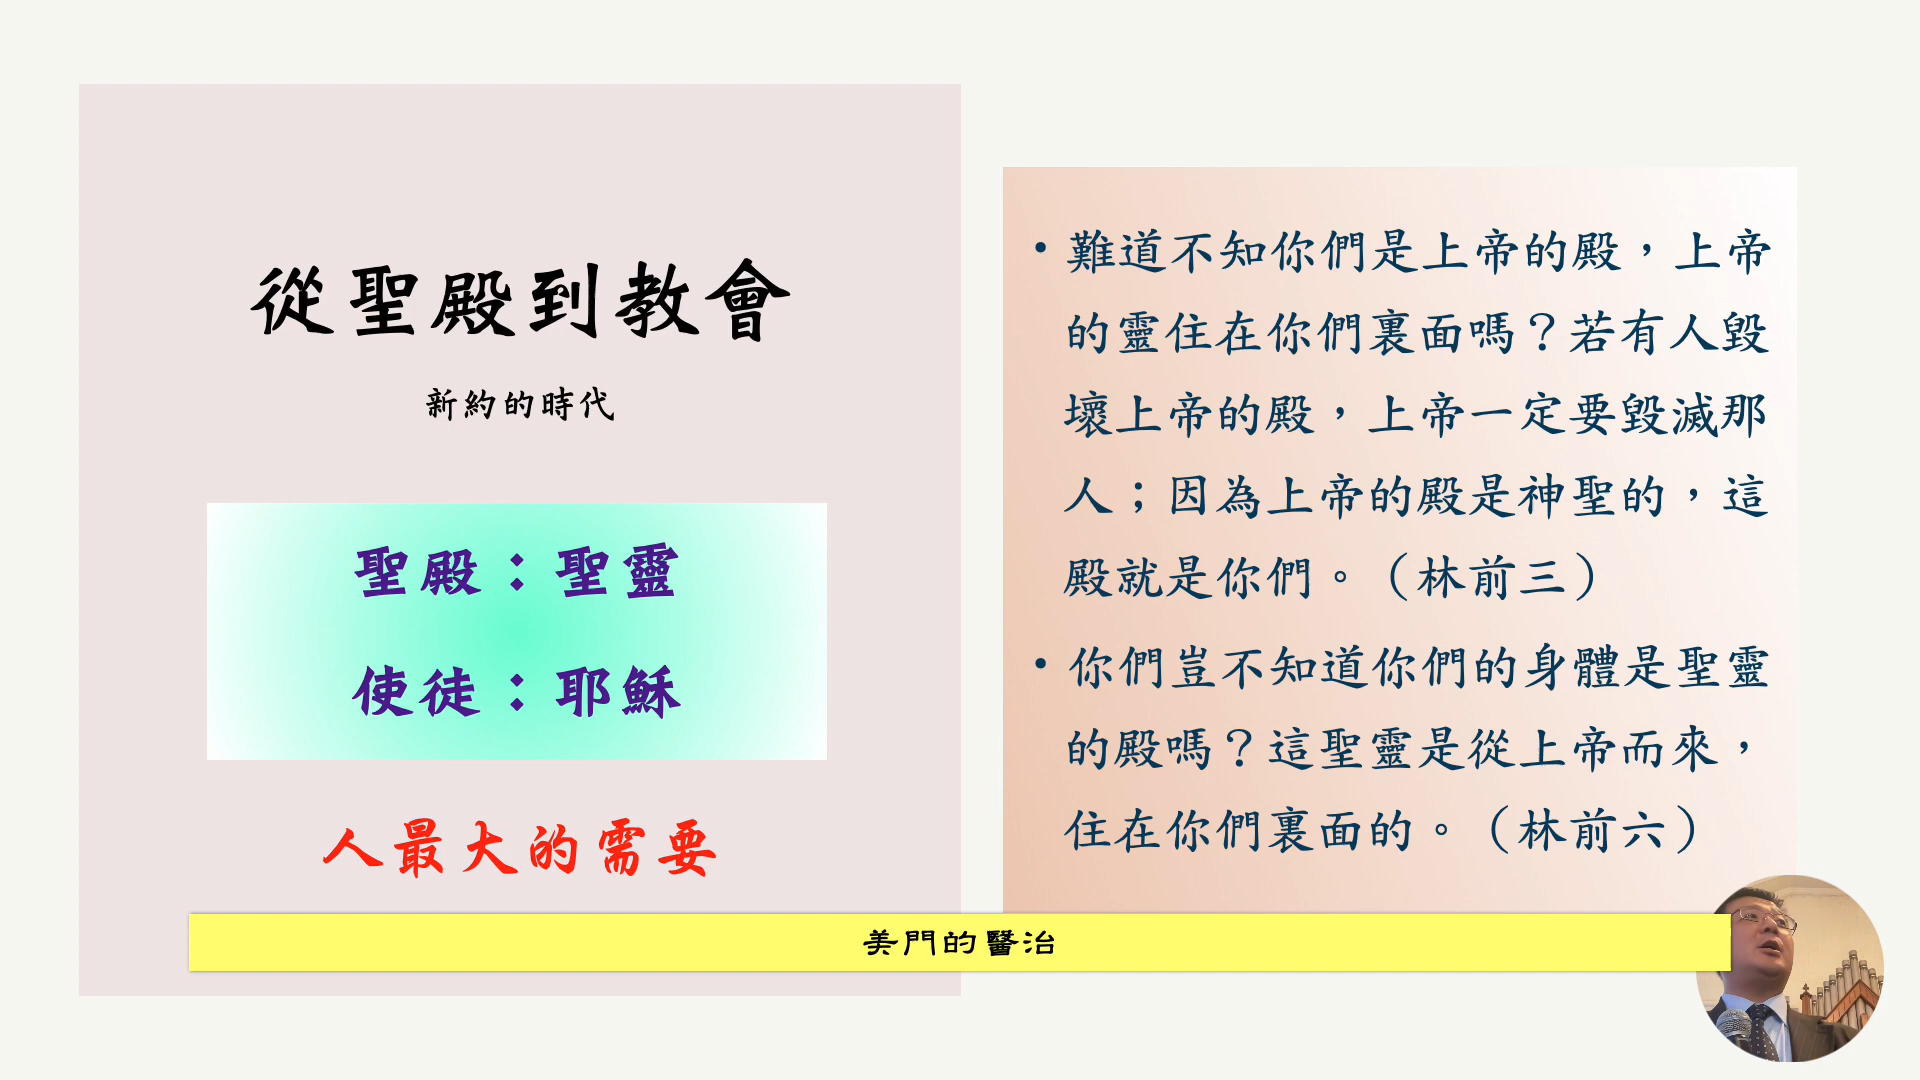 從聖殿到教會
新約的時代
聖殿：聖靈
使徒：耶穌
人最大的需要
•難道不知你們是上帝的殿，上帝
的靈住在你們裏面嗎？若有人毀
壞上帝的殿，上帝一定要毀滅那
人；因為上帝的殿是神聖的，這
殿就是你們。（林前三）
•你們豈不知道你們的身體是聖靈
的殿嗎？這聖靈是從上帝而來，
住在你們裏面的。（林前六）
美門的醫治